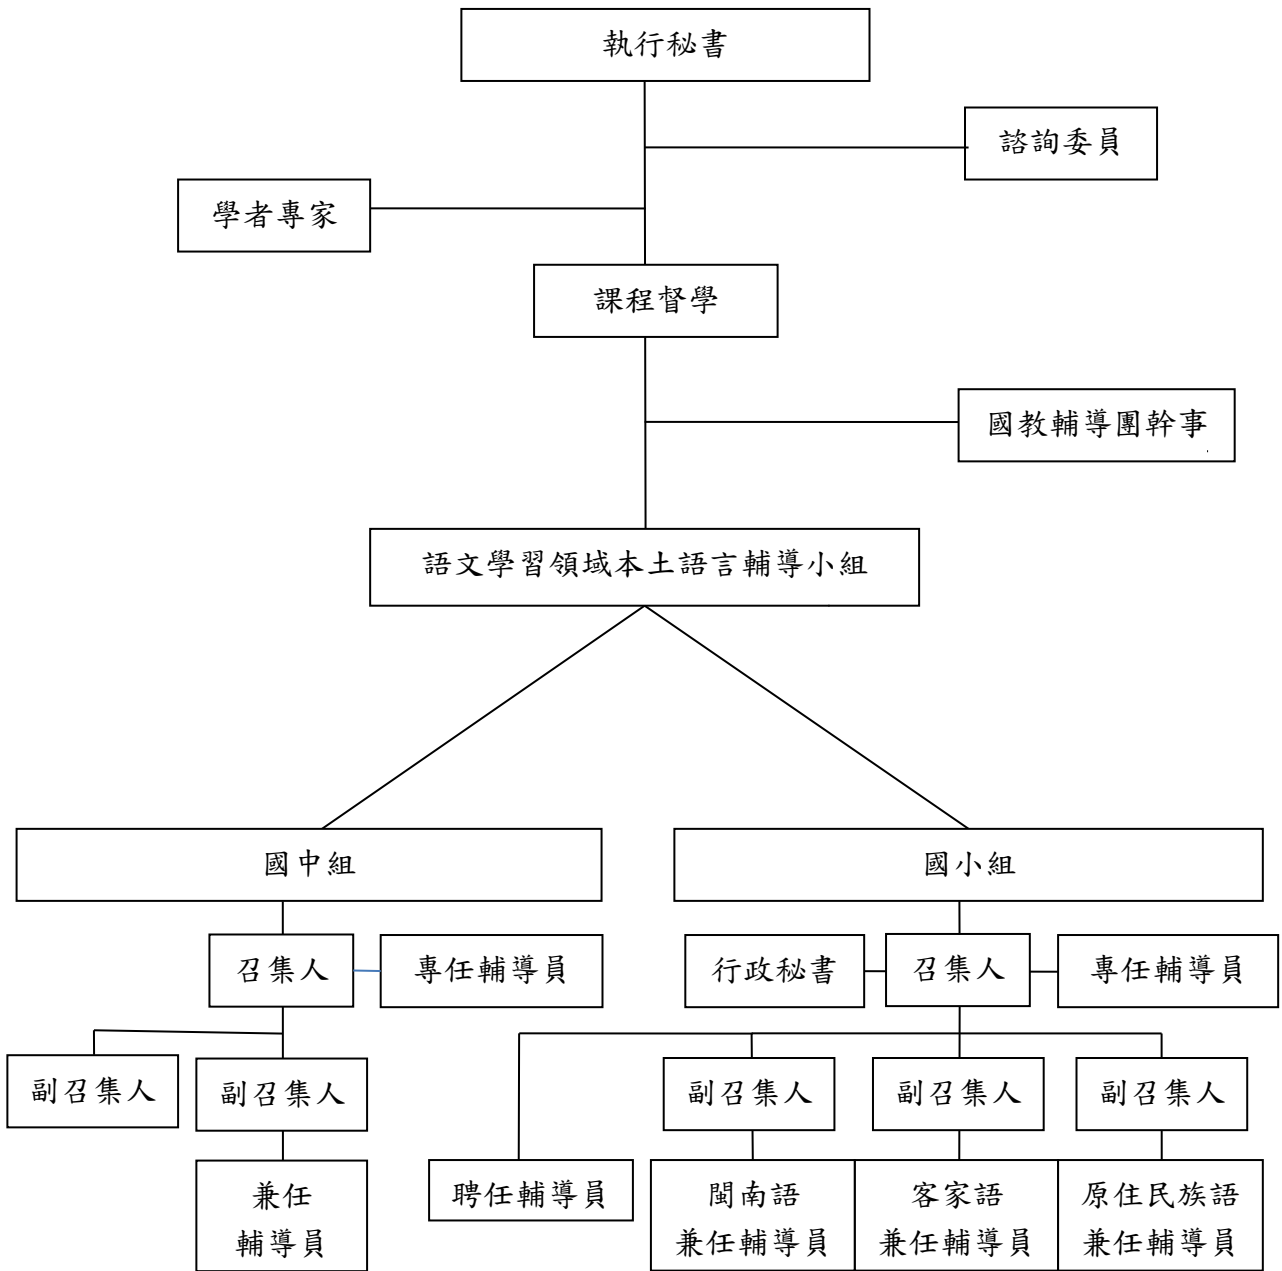 執行秘書
諮詢委員
學者專家
課程督學
國教輔導團幹事
語文學習領域本土語言輔導小組
國中組
國小組
召集人
專任輔導員
行政秘書
召集人
專任輔導員
副召集人
副召集人
副召集人
副召集人
副召集人
兼任
輔導員
聘任輔導員
閩南語
兼任輔導員
客家語
兼任輔導員
原住民族語
兼任輔導員